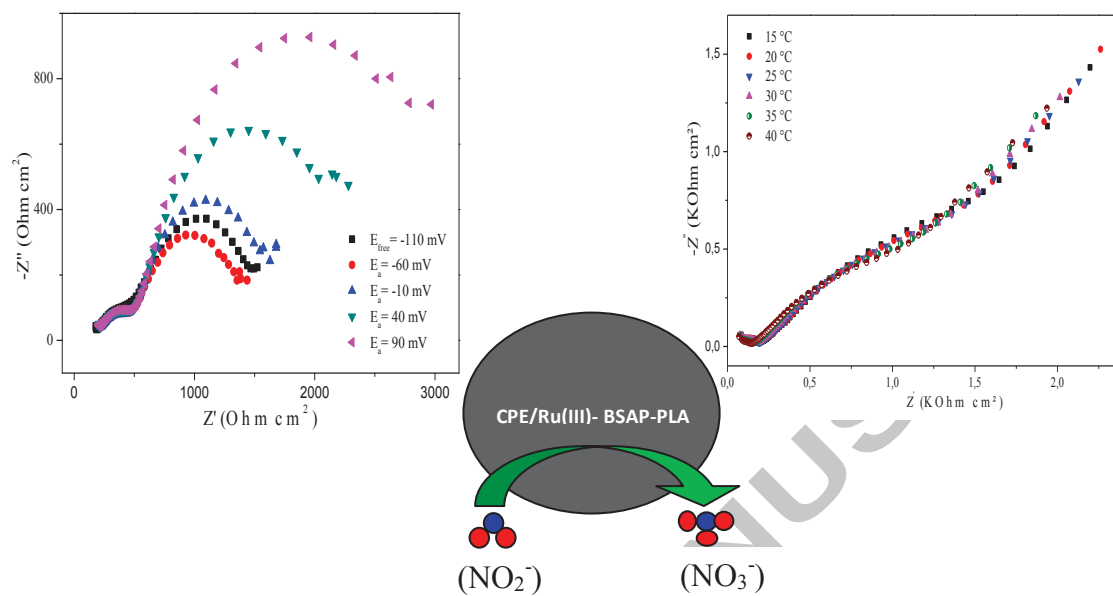 800
400
0
-Z'' (Ohm cm²)
0 1000 2000 3000
Z' (Ohm cm²)
E_free = -110 mV
E_a = -60 mV
E_a = -10 mV
E_a = 40 mV
E_a = 90 mV
1,5
1,0
0,5
0,0
-Z'' (KOhm cm²)
0,0 0,5 1,0 1,5 2,0
Z' (KOhm cm²)
15 °C
20 °C
25 °C
30 °C
35 °C
40 °C
CPE/Ru(III)- BSAP-PLA
(NO₂⁻) (NO₃⁻)
NUS